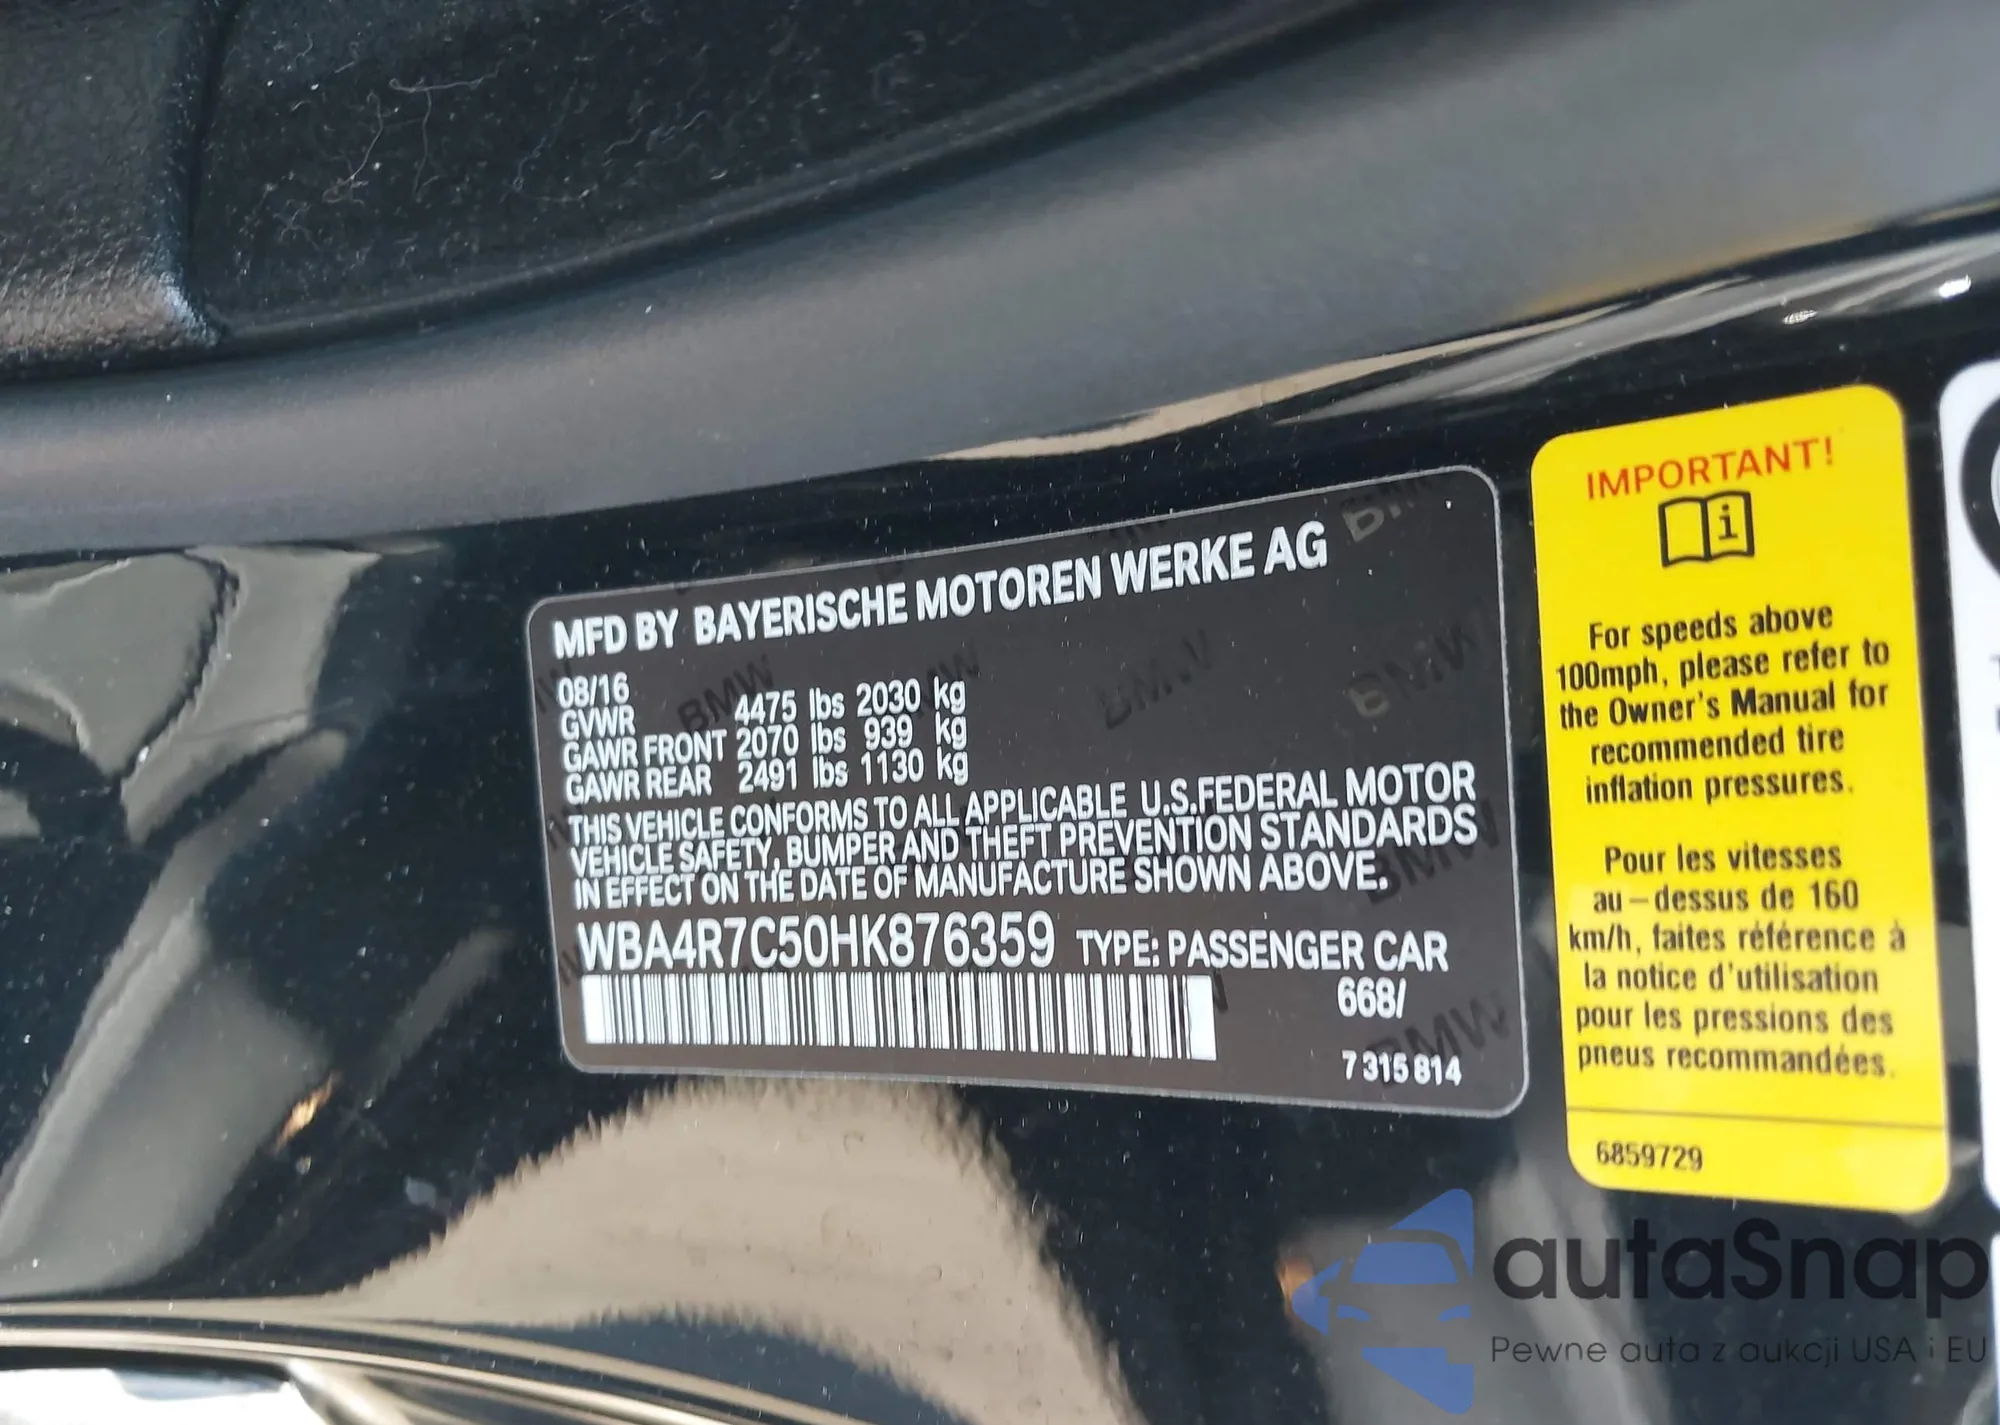 MFD BY BAYERISCHE MOTOREN WERKE AG
08/16
GVWR 4475 lbs 2030 kg
GAWR FRONT 2070 lbs 939 kg
GAWR REAR 2491 lbs 1130 kg
THIS VEHICLE CONFORMS TO ALL APPLICABLE U.S.FEDERAL MOTOR
VEHICLE SAFETY, BUMPER AND THEFT PREVENTION STANDARDS
IN EFFECT ON THE DATE OF MANUFACTURE SHOWN ABOVE.
WBA4R7C50HK876359 TYPE: PASSENGER CAR
668/
7 315 814
IMPORTANT!
i
For speeds above
100mph, please refer to
the Owner's Manual for
recommended tire
inflation pressures.
Pour les vitesses
au-dessus de 160
km/h, faites référence à
la notice d'utilisation
pour les pressions des
pneus recommandées.
6859729
autaSnap
Pewne auta z aukcji USA i EU